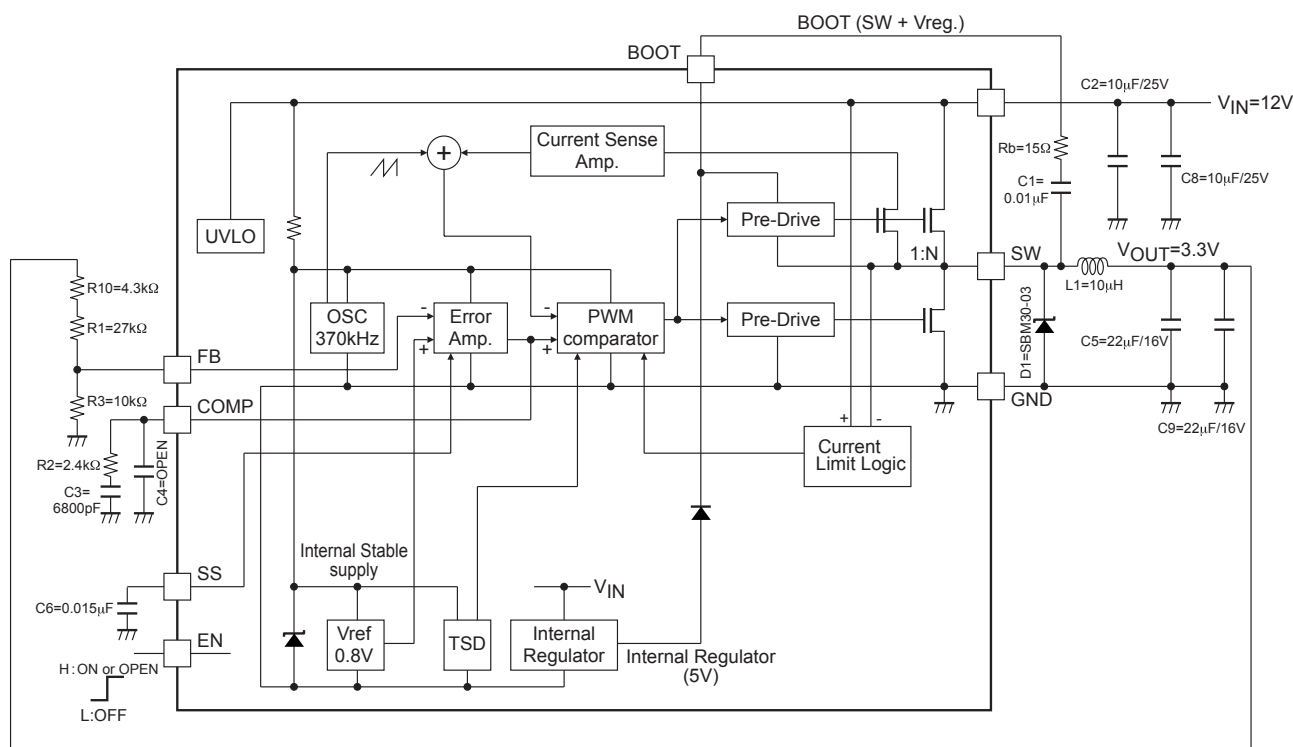 BOOT (SW + Vreg.)
BOOT
C2=10µF/25V
VIN=12V
Rb=15Ω
C1=
0.01µF
C8=10µF/25V
Current Sense
Amp.
+
UVLO
Pre-Drive
1:N
SW
VOUT=3.3V
L1=10µH
R10=4.3kΩ
R1=27kΩ
OSC
370kHz
-
Error
Amp.
+
-
PWM
comparator
+
Pre-Drive
D1=SBM30-03
C5=22µF/16V
FB
R3=10kΩ
COMP
GND
C9=22µF/16V
R2=2.4kΩ
C3=
6800pF
C4=OPEN
+
-
Current
Limit Logic
Internal Stable
supply
SS
C6=0.015µF
VIN
EN
Vref
0.8V
TSD
Internal
Regulator
Internal Regulator
(5V)
H:ON or OPEN
L:OFF